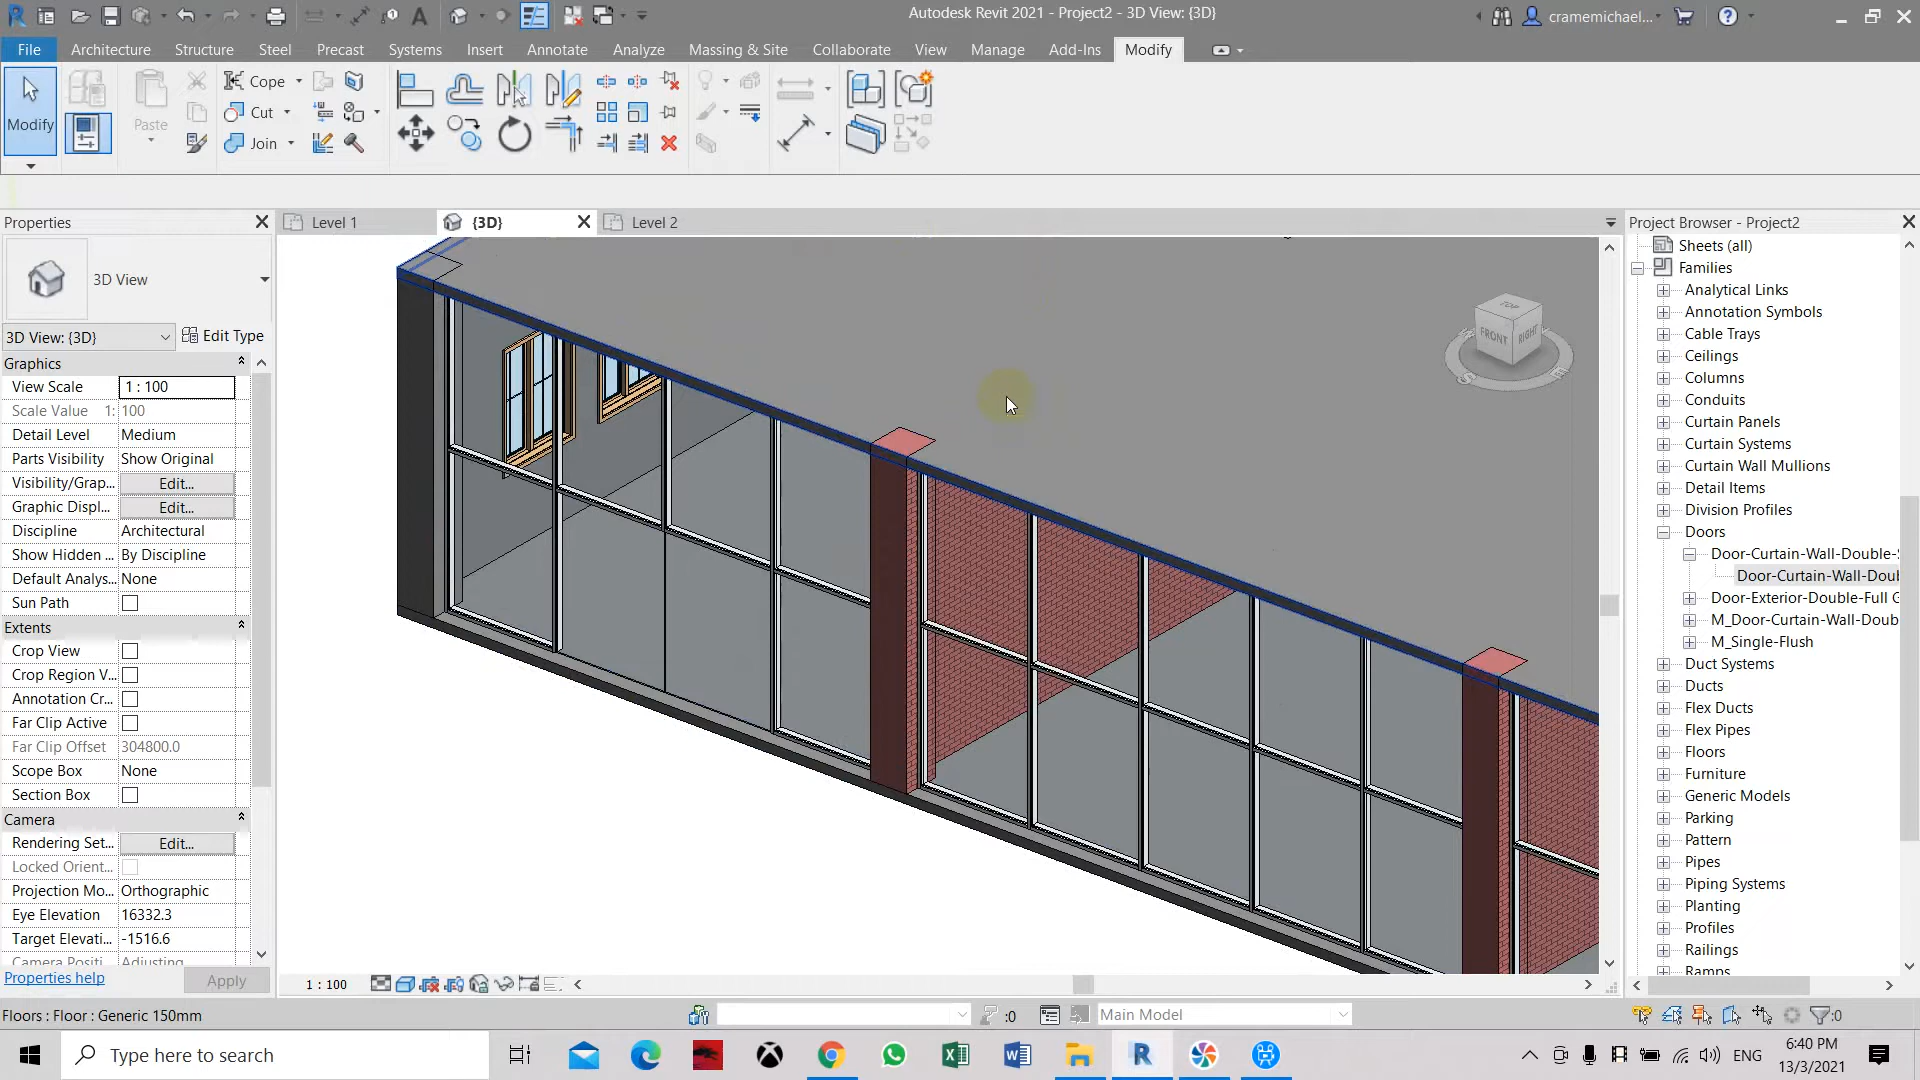 Autodesk Revit 2021 - Project2 - 3D View: {3D}
cramemichael...
File
Architecture
Structure
Steel
Precast
Systems
Insert
Annotate
Analyze
Massing & Site
Collaborate
View
Manage
Add-Ins
Modify
Modify
Paste
Cope
Cut
Join
Properties
Level 1
{3D}
Level 2
Project Browser - Project2
3D View
3D View: {3D}
Edit Type
Graphics
View Scale
1 : 100
Scale Value 1:
100
Detail Level
Medium
Parts Visibility
Show Original
Visibility/Grap...
Edit...
Graphic Displ...
Edit...
Discipline
Architectural
Show Hidden ...
By Discipline
Default Analys...
None
Sun Path
Extents
Crop View
Crop Region V...
Annotation Cr...
Far Clip Active
Far Clip Offset
304800.0
Scope Box
None
Section Box
Camera
Rendering Set...
Edit...
Locked Orient...
Projection Mo...
Orthographic
Eye Elevation
16332.3
Target Elevati...
-1516.6
Camera Positi...
Adjusting
Properties help
Apply
TOP
FRONT
RIGHT
S
E
Sheets (all)
Families
Analytical Links
Annotation Symbols
Cable Trays
Ceilings
Columns
Conduits
Curtain Panels
Curtain Systems
Curtain Wall Mullions
Detail Items
Division Profiles
Doors
Door-Curtain-Wall-Double-
Door-Curtain-Wall-Doul
Door-Exterior-Double-Full G
M_Door-Curtain-Wall-Doub
M_Single-Flush
Duct Systems
Ducts
Flex Ducts
Flex Pipes
Floors
Furniture
Generic Models
Parking
Pattern
Pipes
Piping Systems
Planting
Profiles
Railings
Ramps
1 : 100
Floors : Floor : Generic 150mm
:0
Main Model
:0
Type here to search
ENG
6:40 PM
13/3/2021